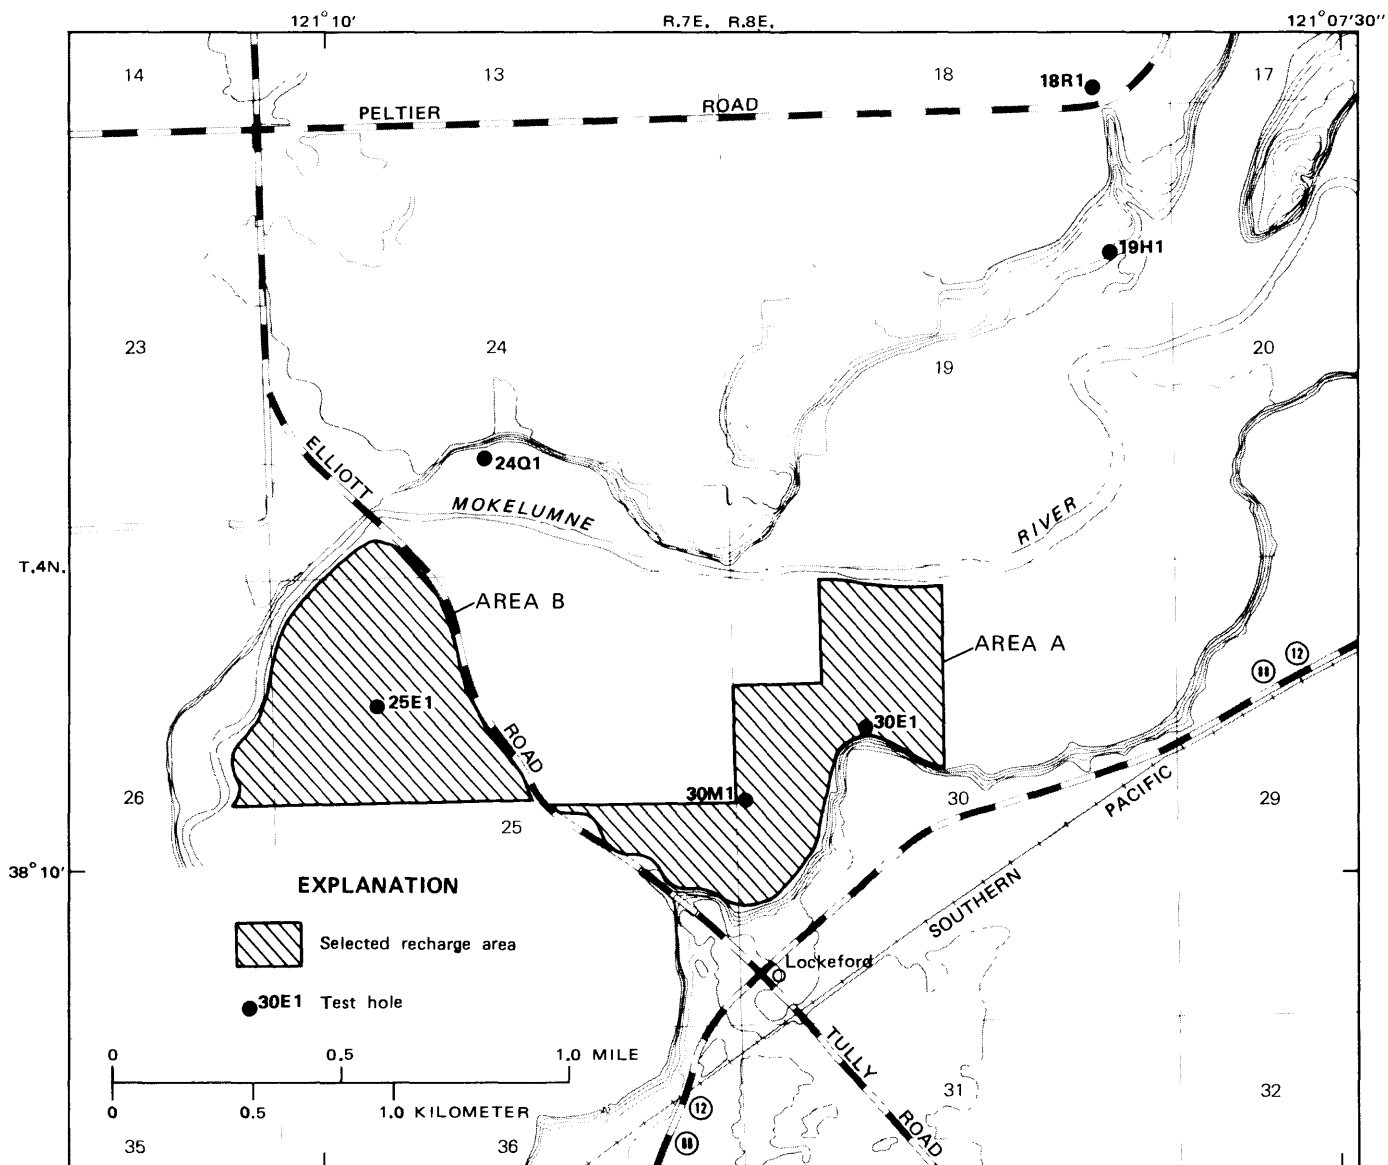 121°10' R.7E. R.8E. 121°07'30"
14 13 18 17
18R1
PELTIER ROAD
19H1
23 24 19 20
ELLIOTT ROAD
24Q1
MOKELUMNE RIVER
T.4N.
AREA B
AREA A
88 12
25E1
30E1
30M1
26 25 30 29
SOUTHERN PACIFIC
38°10'
EXPLANATION
Selected recharge area
30E1 Test hole
Lockeford
TULLY ROAD
0 0.5 1.0 MILE
0 0.5 1.0 KILOMETER
12
88
31 32
35 36